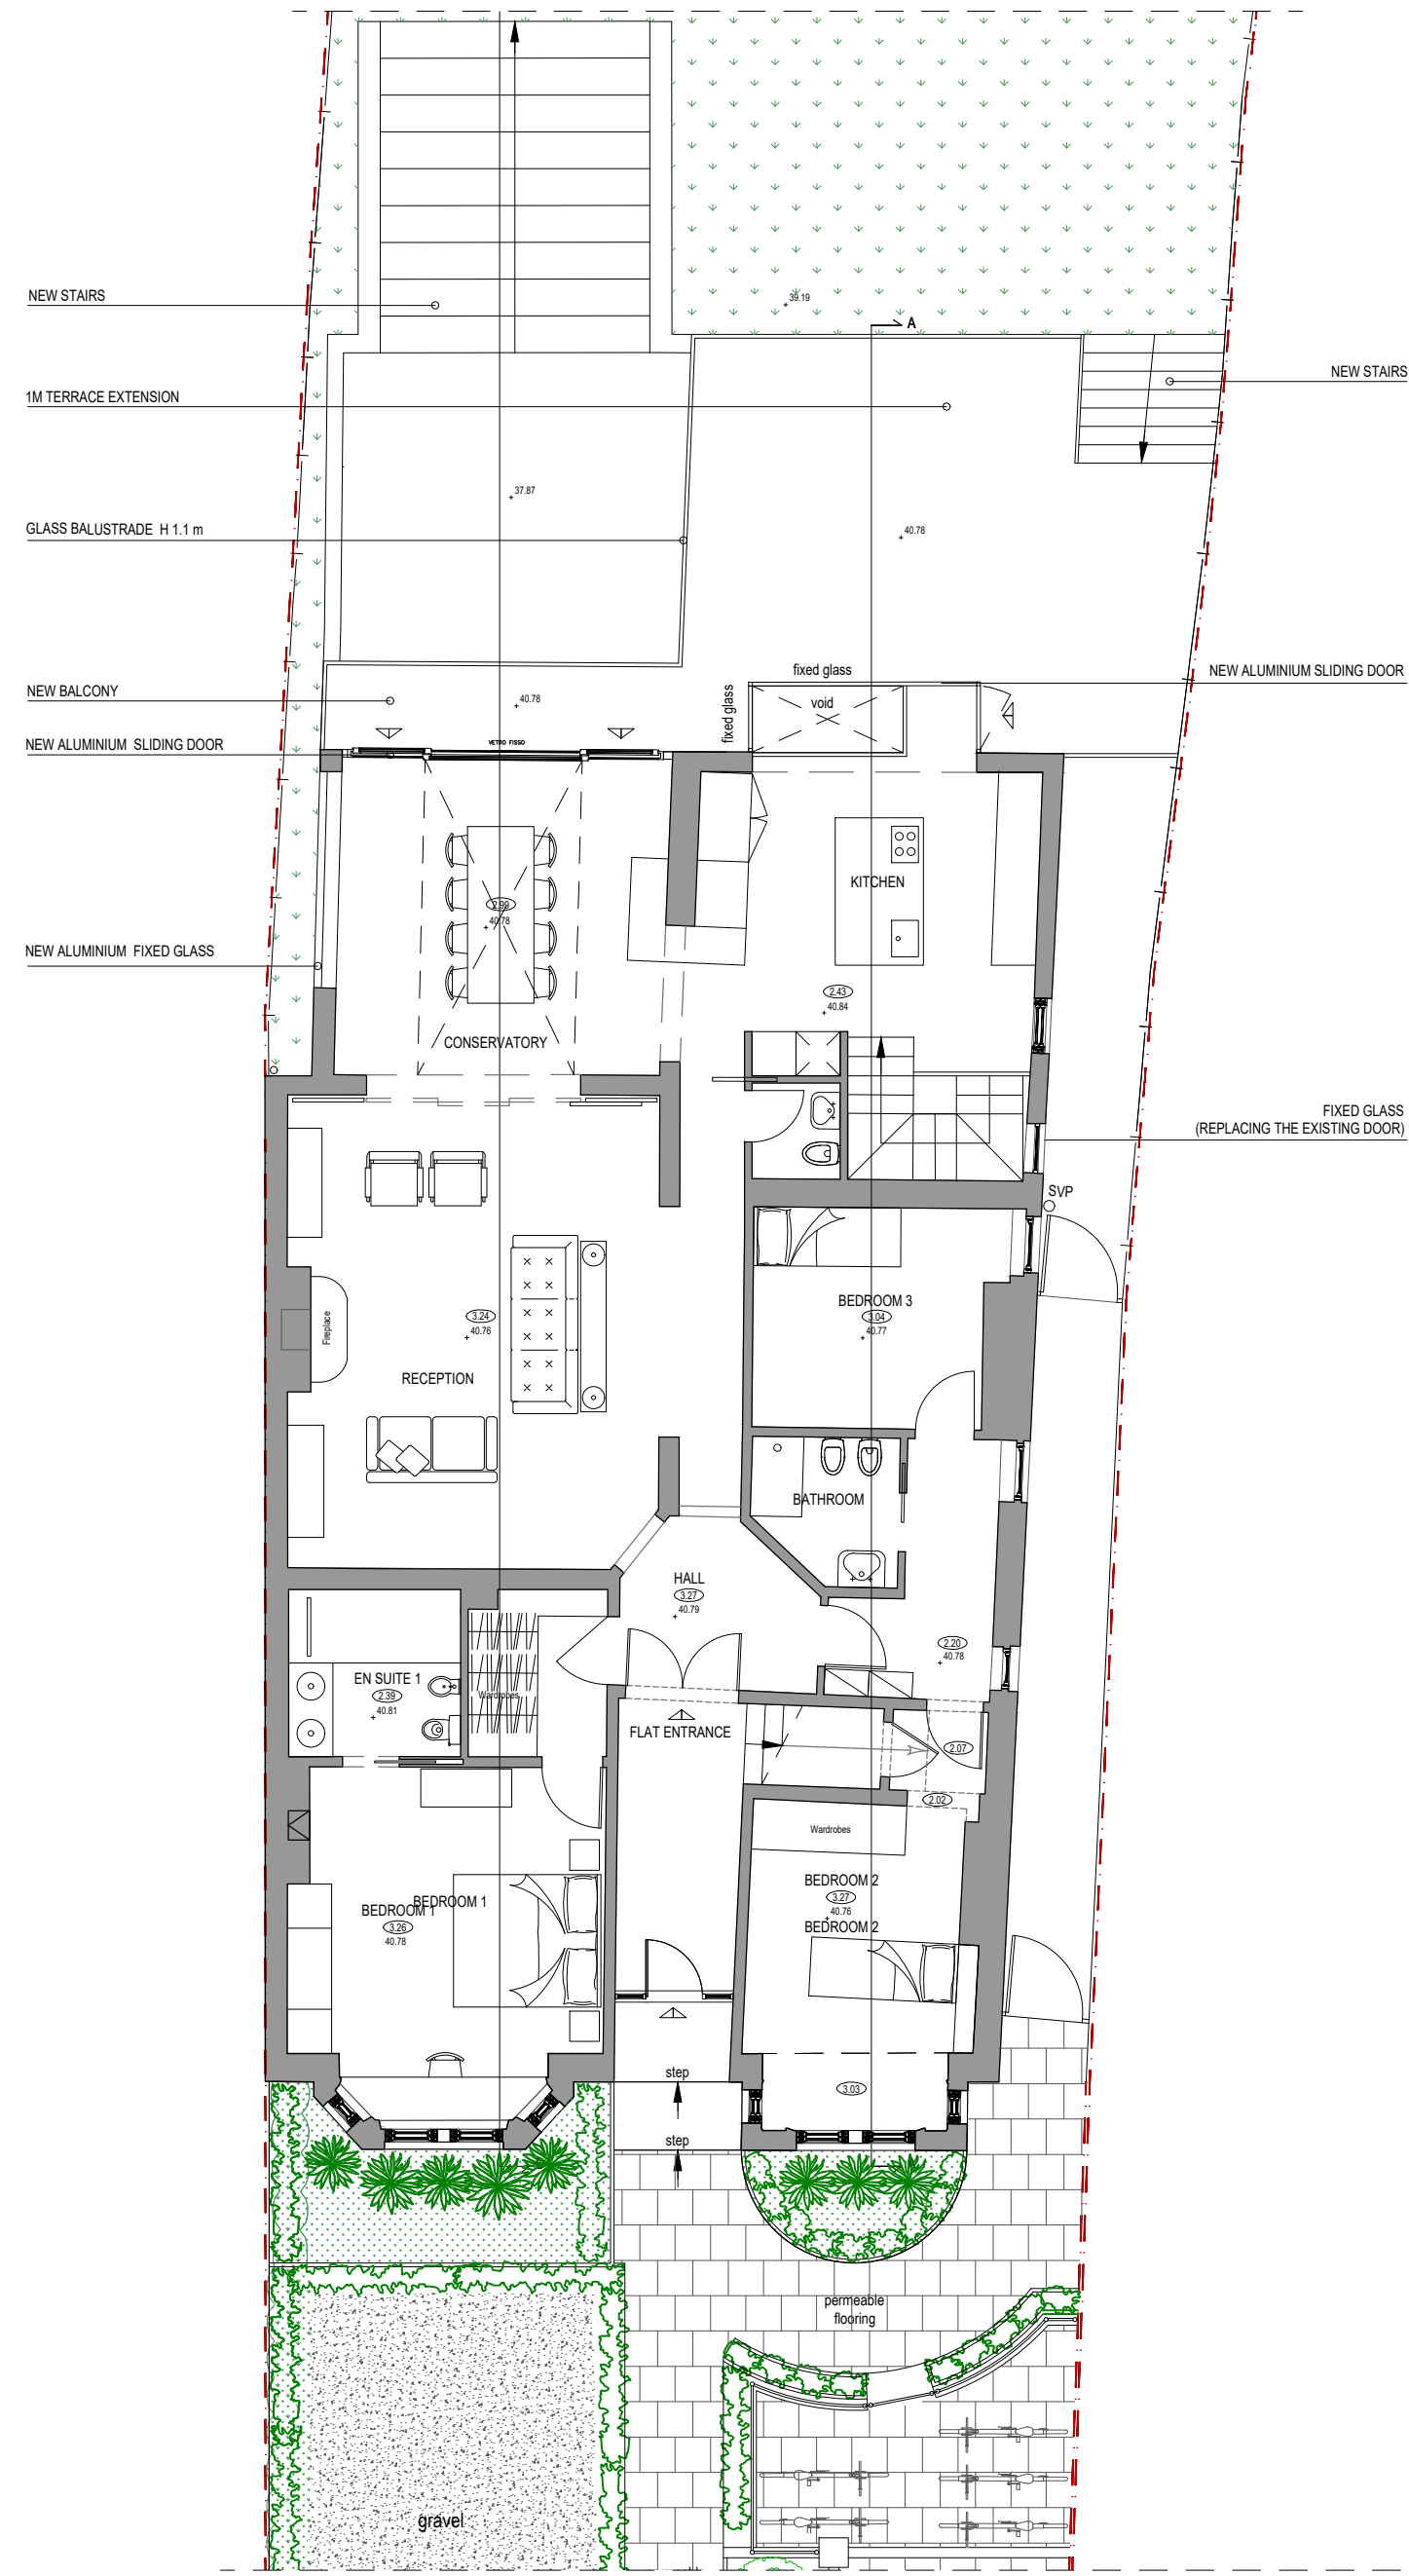 39.19
A
NEW STAIRS
NEW STAIRS
1M TERRACE EXTENSION
37.87
GLASS BALUSTRADE H 1.1 m
40.78
fixed glass
NEW ALUMINIUM SLIDING DOOR
NEW BALCONY
40.78
fixed glass
void
NEW ALUMINIUM SLIDING DOOR
VETRO FISSO
KITCHEN
2.99
40.78
NEW ALUMINIUM FIXED GLASS
2.43
40.84
CONSERVATORY
FIXED GLASS
(REPLACING THE EXISTING DOOR)
SVP
BEDROOM 3
3.04
40.77
3.24
40.76
Fireplace
RECEPTION
BATHROOM
HALL
3.27
40.79
2.20
40.78
EN SUITE 1
2.39
40.81
Wardrobes
FLAT ENTRANCE
2.07
2.02
Wardrobes
BEDROOM 2
3.27
40.76
BEDROOM 2
BEDROOM 1
BEDROOM 1
3.26
40.78
step
3.03
step
permeable
flooring
gravel